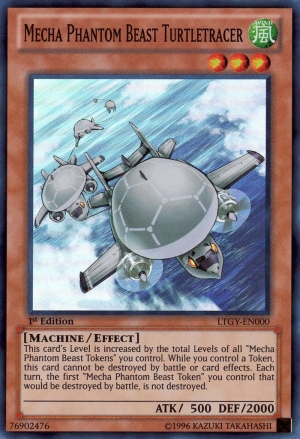 MECHA PHANTOM BEAST TURTLETRACER
WIND
風
1st Edition
LTGY-EN000
[MACHINE / EFFECT]
This card's Level is increased by the total Levels of all "Mecha
Phantom Beast Tokens" you control. While you control a Token,
this card cannot be destroyed by battle or card effects. Each
turn, the first "Mecha Phantom Beast Token" you control that
would be destroyed by battle, is not destroyed.
ATK/ 500 DEF/2000
76902476
©1996 KAZUKI TAKAHASHI